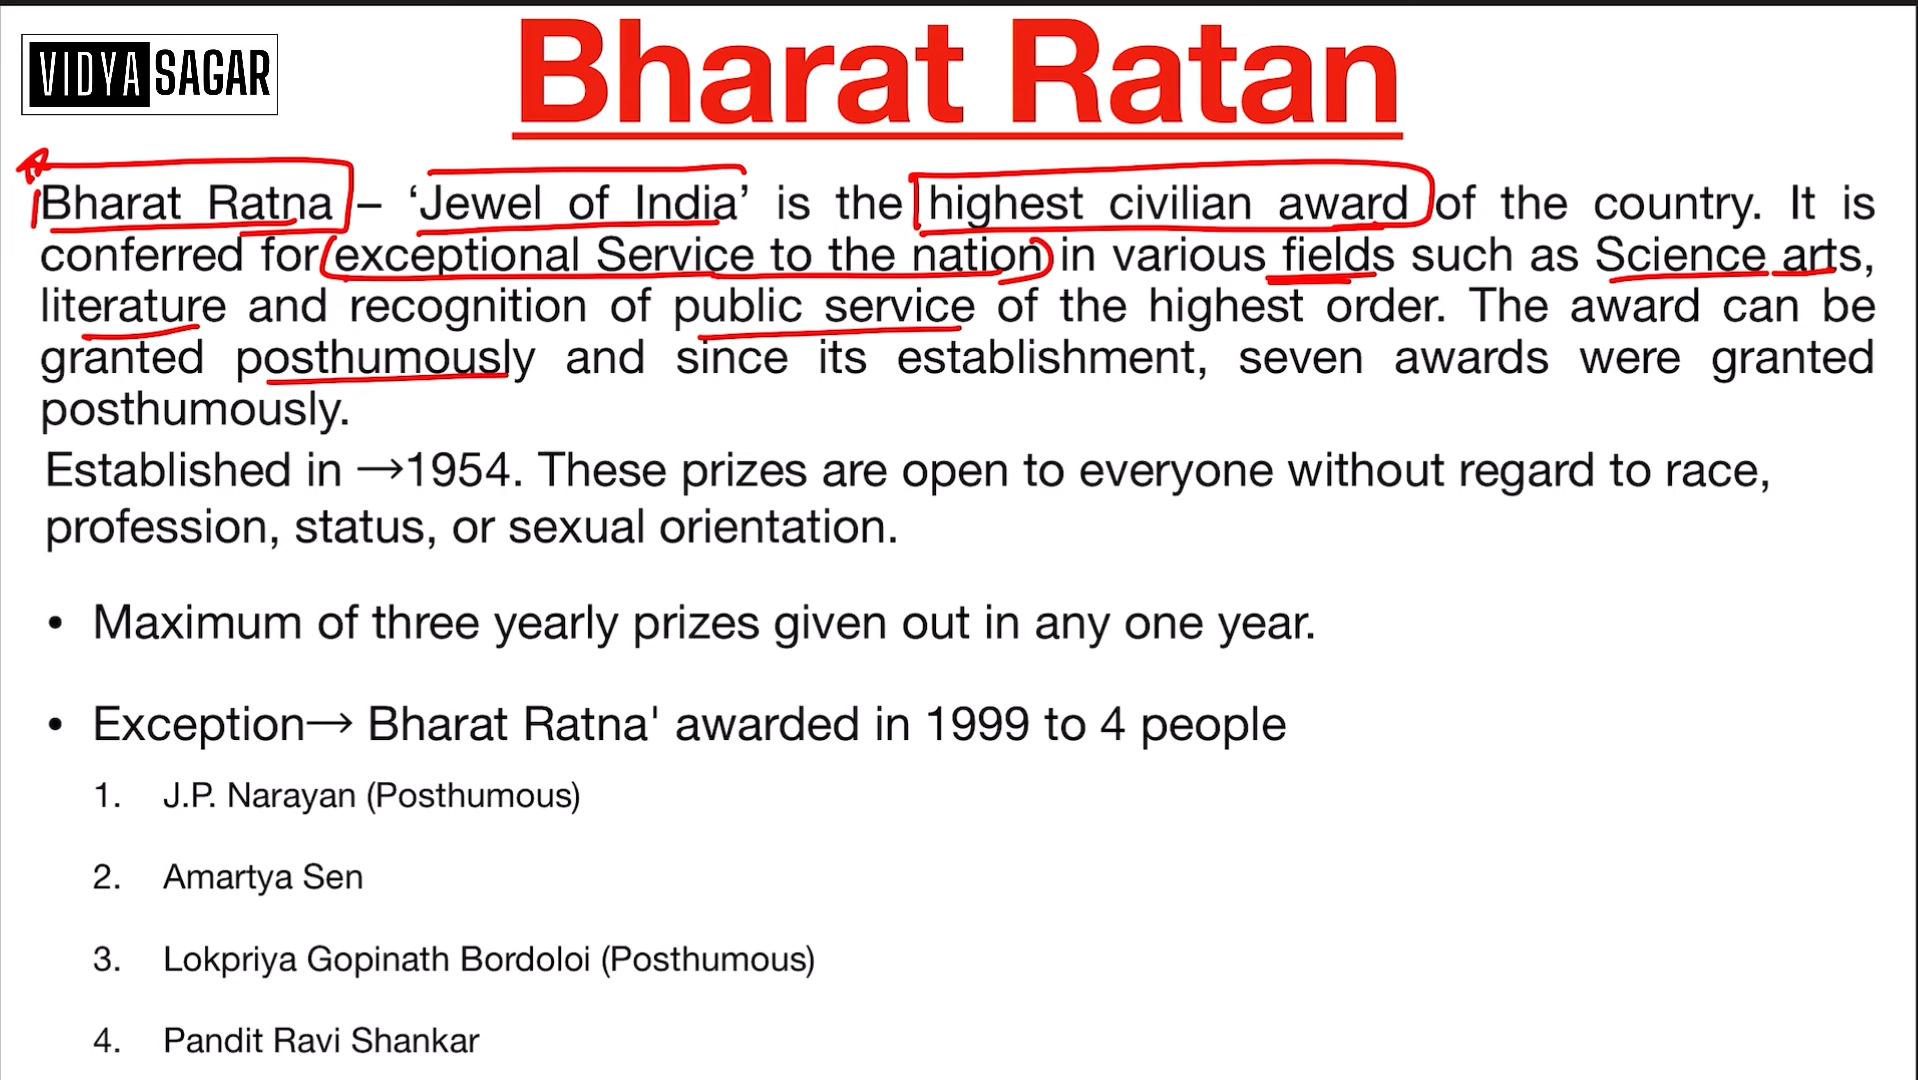 VIDYA SAGAR
Bharat Ratan
Bharat Ratna – ‘Jewel of India’ is the highest civilian award of the country. It is
conferred for exceptional Service to the nation in various fields such as Science arts,
literature and recognition of public service of the highest order. The award can be
granted posthumously and since its establishment, seven awards were granted
posthumously.
Established in →1954. These prizes are open to everyone without regard to race,
profession, status, or sexual orientation.
• Maximum of three yearly prizes given out in any one year.
• Exception→ Bharat Ratna' awarded in 1999 to 4 people
1. J.P. Narayan (Posthumous)
2. Amartya Sen
3. Lokpriya Gopinath Bordoloi (Posthumous)
4. Pandit Ravi Shankar